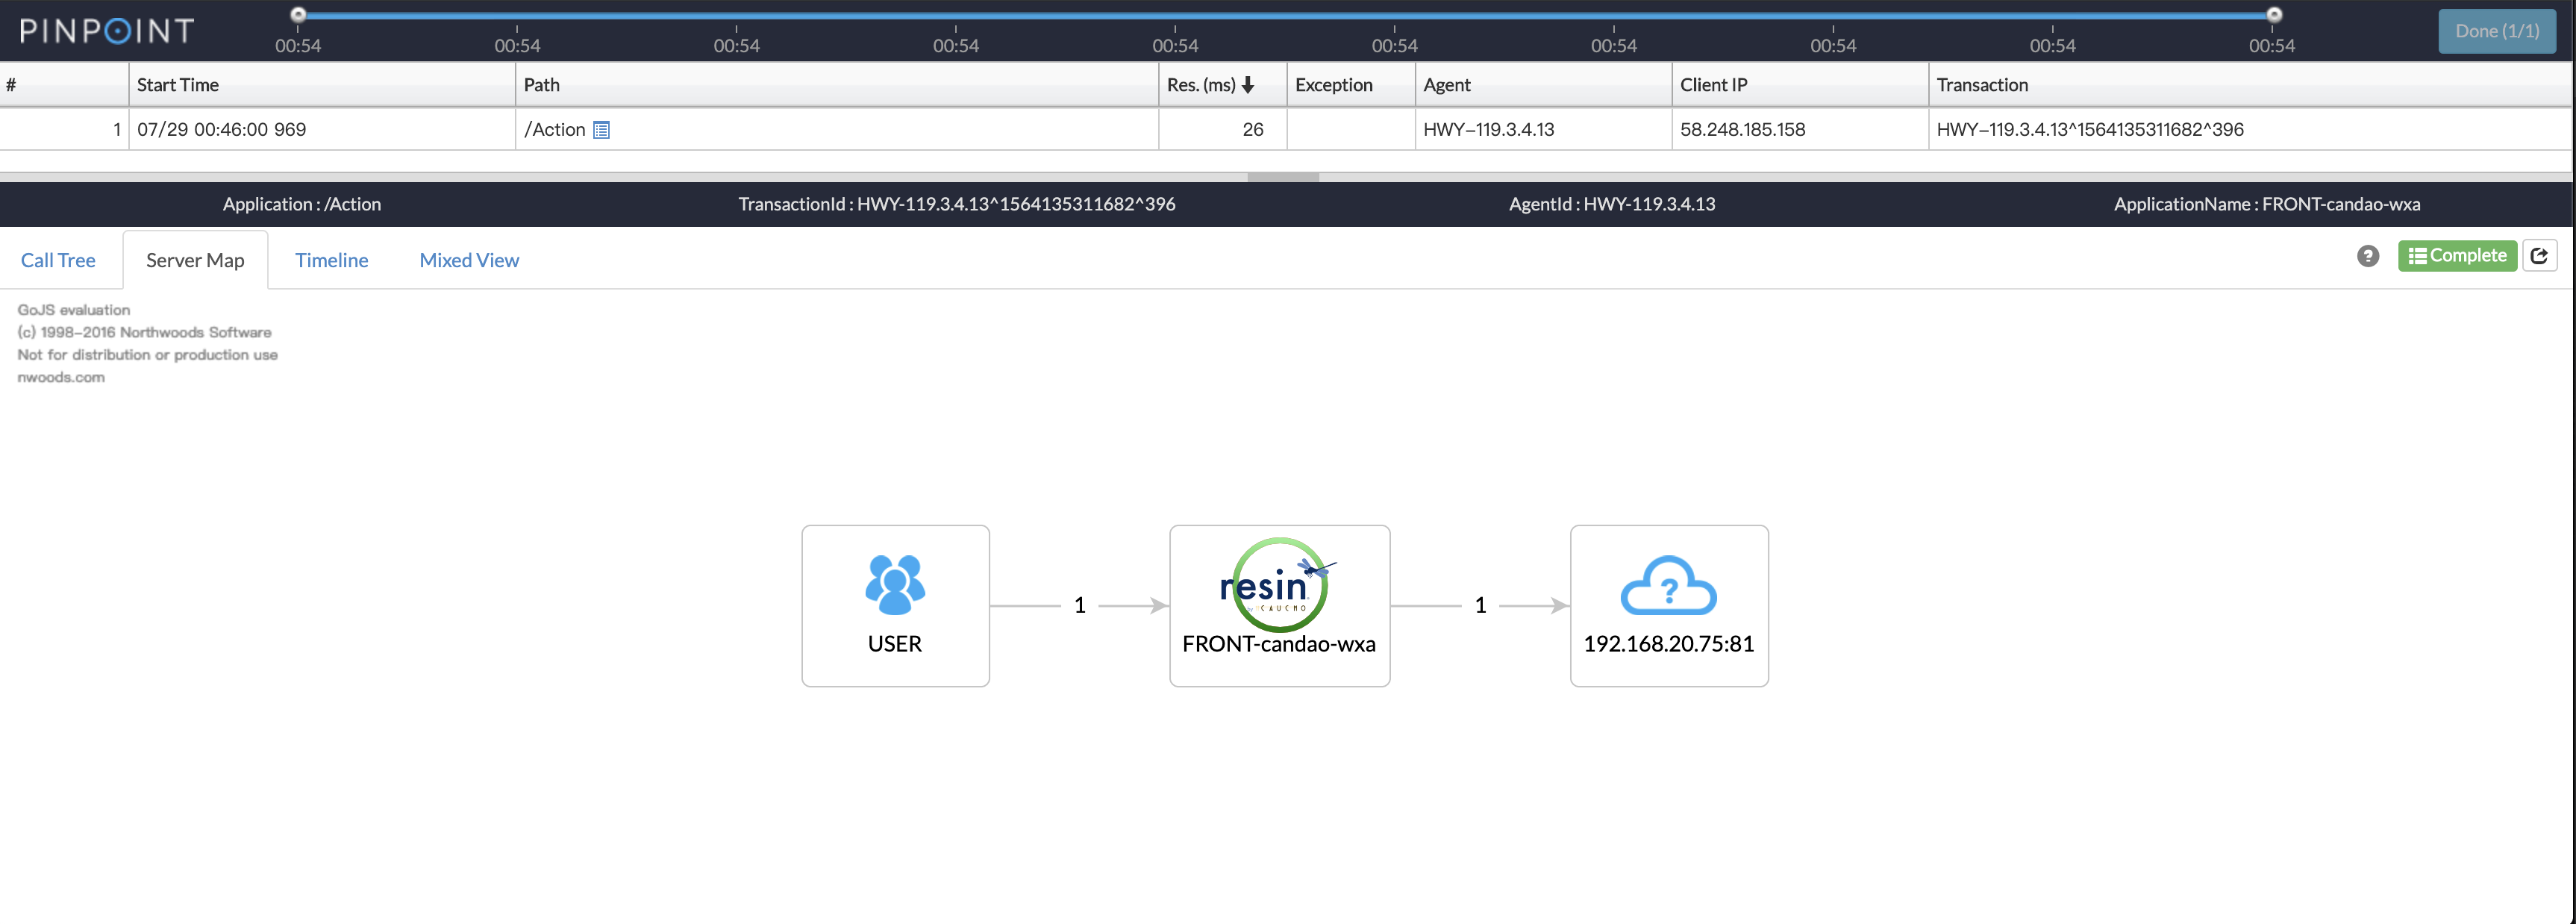 PINPOINT
00:54 00:54 00:54 00:54 00:54 00:54 00:54 00:54 00:54 00:54
Done (1/1)
# Start Time Path Res. (ms) Exception Agent Client IP Transaction
1 07/29 00:46:00 969 /Action 26 HWY-119.3.4.13 58.248.185.158 HWY-119.3.4.13^1564135311682^396
Application : /Action TransactionId : HWY-119.3.4.13^1564135311682^396 AgentId : HWY-119.3.4.13 ApplicationName : FRONT-candao-wxa
Call Tree Server Map Timeline Mixed View ? Complete
GoJS evaluation
(c) 1998-2016 Northwoods Software
Not for distribution or production use
nwoods.com
1 1
resin
by CAUCHO
?
USER FRONT-candao-wxa 192.168.20.75:81